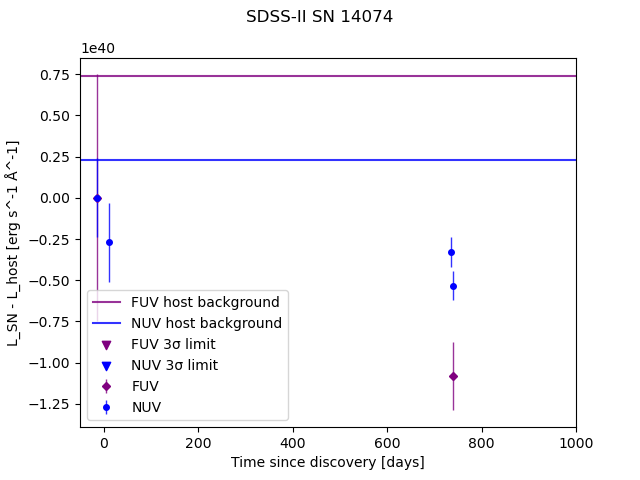 SDSS-II SN 14074
1e40
0.75
0.50
0.25
0.00
−0.25
−0.50
−0.75
−1.00
−1.25
L_SN - L_host [erg s^-1 Å^-1]
FUV host background
NUV host background
FUV 3σ limit
NUV 3σ limit
FUV
NUV
0 200 400 600 800 1000
Time since discovery [days]